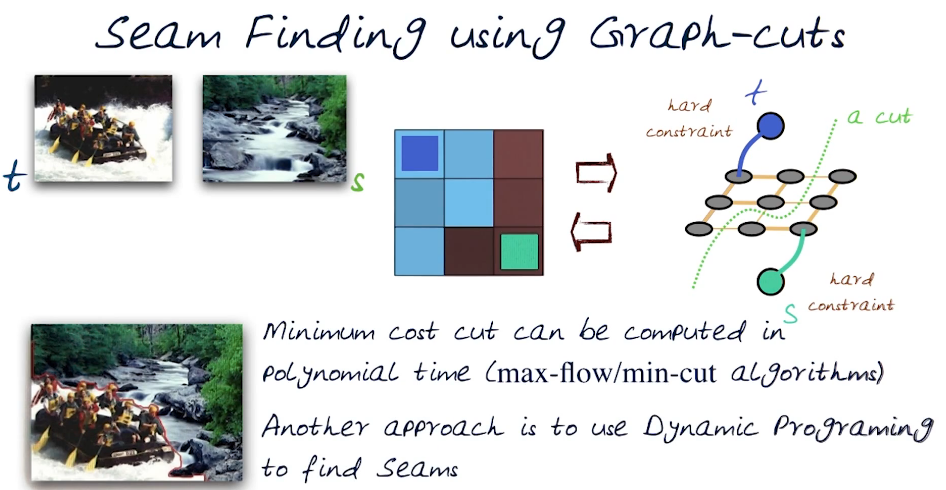 Seam Finding using Graph-cuts
t
s
hard
constraint
t
a cut
hard
constraint
s
Minimum cost cut can be computed in
polynomial time (max-flow/min-cut algorithms)
Another approach is to use Dynamic Programing
to find Seams